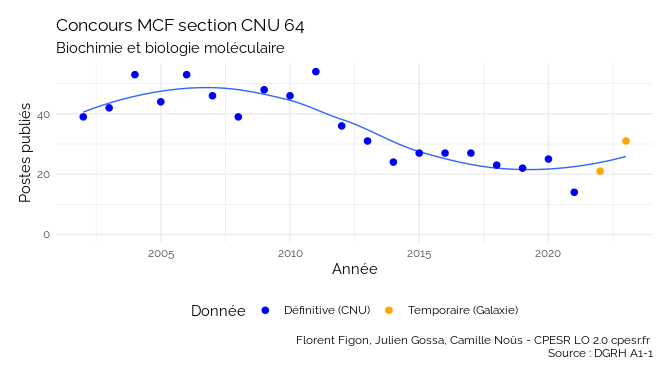 Concours MCF section CNU 64
Biochimie et biologie moléculaire
Postes publiés
40
20
0
2005
2010
2015
2020
Année
Donnée
Définitive (CNU)
Temporaire (Galaxie)
Florent Figon, Julien Gossa, Camille Noûs - CPESR LO 2.0 cpesr.fr
Source : DGRH A1-1